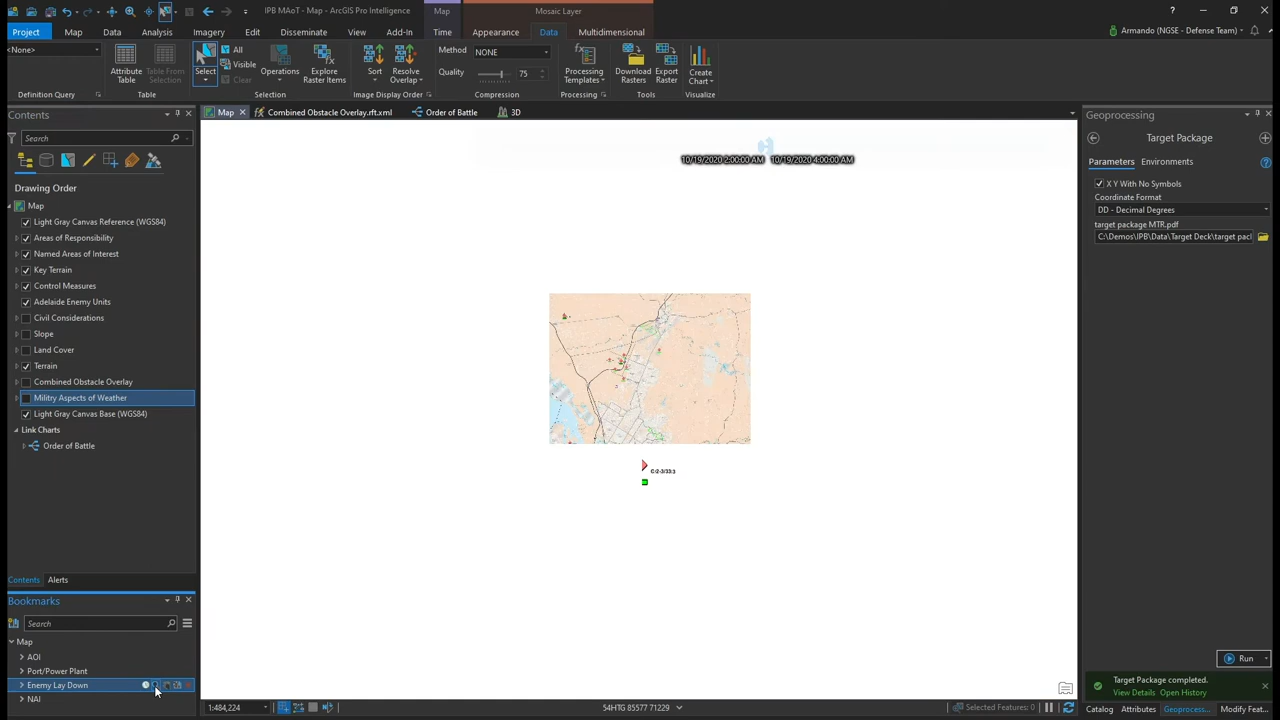 IPB MAoT - Map - ArcGIS Pro Intelligence
Map
Mosaic Layer
Project
Map
Data
Analysis
Imagery
Edit
Disseminate
View
Add-In
Time
Appearance
Data
Multidimensional
Armando (NGSE - Defense Team)
<None>
Definition Query
Attribute
Table
Table From
Selection
Table
Select
All
Visible
Clear
Operations
Explore
Raster Items
Selection
Sort
Resolve
Overlap
Image Display Order
Method
NONE
Quality
75
Compression
Processing
Templates
Processing
Download
Rasters
Export
Raster
Tools
Create
Chart
Visualize
Contents
Search
Drawing Order
Map
Light Gray Canvas Reference (WGS84)
Areas of Responsibility
Named Areas of Interest
Key Terrain
Control Measures
Adelaide Enemy Units
Civil Considerations
Slope
Land Cover
Terrain
Combined Obstacle Overlay
Militry Aspects of Weather
Light Gray Canvas Base (WGS84)
Link Charts
Order of Battle
Contents
Alerts
Bookmarks
Search
Map
AOI
Port/Power Plant
Enemy Lay Down
NAI
Map
Combined Obstacle Overlay.rft.xml
Order of Battle
3D
10/19/2020 2:00:00 AM
10/19/2020 4:00:00 AM
C:2-3/33:3
1:484,224
54HTG 85577 71229
Selected Features: 0
Geoprocessing
Target Package
Parameters
Environments
X Y With No Symbols
Coordinate Format
DD - Decimal Degrees
target package MTR.pdf
C:\Demos\IPB\Data\Target Deck\target pacl
Run
Target Package completed.
View Details
Open History
Catalog
Attributes
Geoprocess...
Modify Feat...